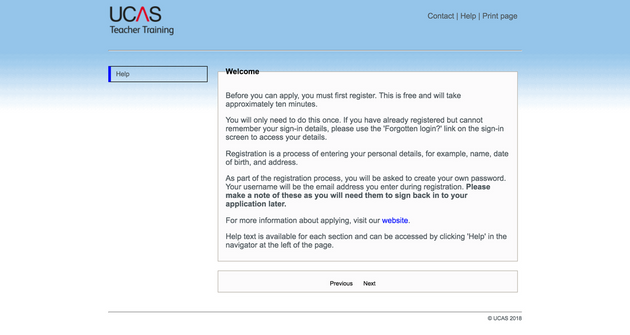 UCAS
Teacher Training
Contact | Help | Print page
Help
Welcome
Before you can apply, you must first register. This is free and will take
approximately ten minutes.
You will only need to do this once. If you have already registered but cannot
remember your sign-in details, please use the 'Forgotten login?' link on the sign-in
screen to access your details.
Registration is a process of entering your personal details, for example, name, date
of birth, and address.
As part of the registration process, you will be asked to create your own password.
Your username will be the email address you enter during registration. Please
make a note of these as you will need them to sign back in to your
application later.
For more information about applying, visit our website.
Help text is available for each section and can be accessed by clicking 'Help' in the
navigator at the left of the page.
Previous Next
© UCAS 2018